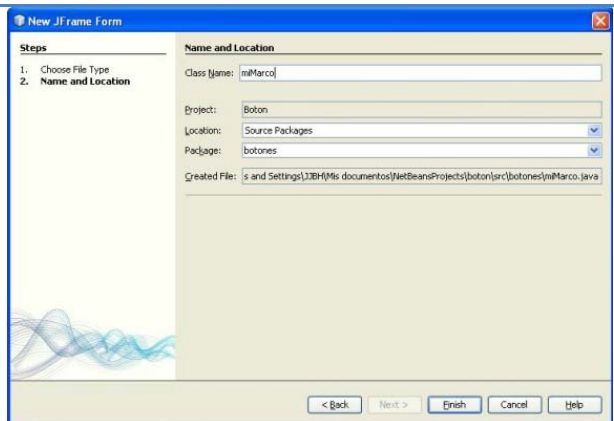 New JFrame Form
Steps
1. Choose File Type
2. Name and Location
Name and Location
Class Name: miMarco
Project: Boton
Location: Source Packages
Package: botones
Created File: s and Settings\JJBH\Mis documentos\NetBeansProjects\boton\src\botones\miMarco.java
< Back Next > Finish Cancel Help